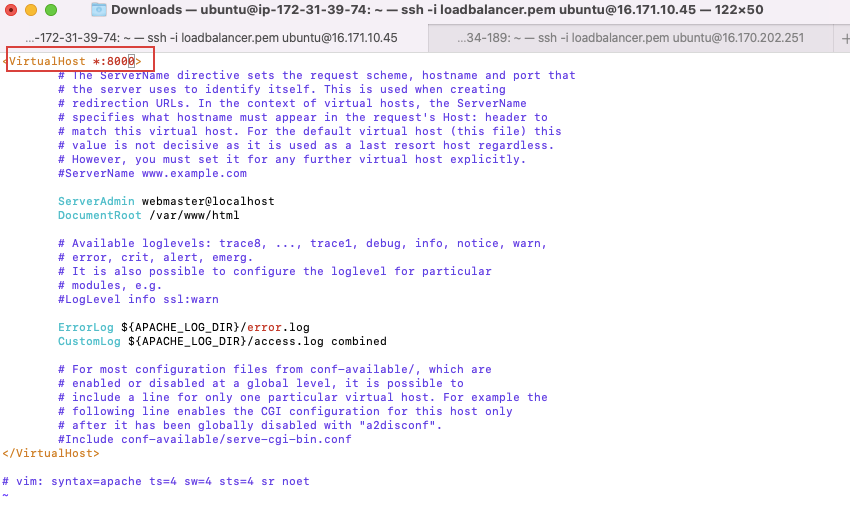 Downloads — ubuntu@ip-172-31-39-74: ~ — ssh -i loadbalancer.pem ubuntu@16.171.10.45 — 122×50
...-172-31-39-74: ~ — ssh -i loadbalancer.pem ubuntu@16.171.10.45
...34-189: ~ — ssh -i loadbalancer.pem ubuntu@16.170.202.251
<VirtualHost *:8000>
# The ServerName directive sets the request scheme, hostname and port that
# the server uses to identify itself. This is used when creating
# redirection URLs. In the context of virtual hosts, the ServerName
# specifies what hostname must appear in the request's Host: header to
# match this virtual host. For the default virtual host (this file) this
# value is not decisive as it is used as a last resort host regardless.
# However, you must set it for any further virtual host explicitly.
#ServerName www.example.com
ServerAdmin webmaster@localhost
DocumentRoot /var/www/html
# Available loglevels: trace8, ..., trace1, debug, info, notice, warn,
# error, crit, alert, emerg.
# It is also possible to configure the loglevel for particular
# modules, e.g.
#LogLevel info ssl:warn
ErrorLog ${APACHE_LOG_DIR}/error.log
CustomLog ${APACHE_LOG_DIR}/access.log combined
# For most configuration files from conf-available/, which are
# enabled or disabled at a global level, it is possible to
# include a line for only one particular virtual host. For example the
# following line enables the CGI configuration for this host only
# after it has been globally disabled with "a2disconf".
#Include conf-available/serve-cgi-bin.conf
</VirtualHost>
# vim: syntax=apache ts=4 sw=4 sts=4 sr noet
~